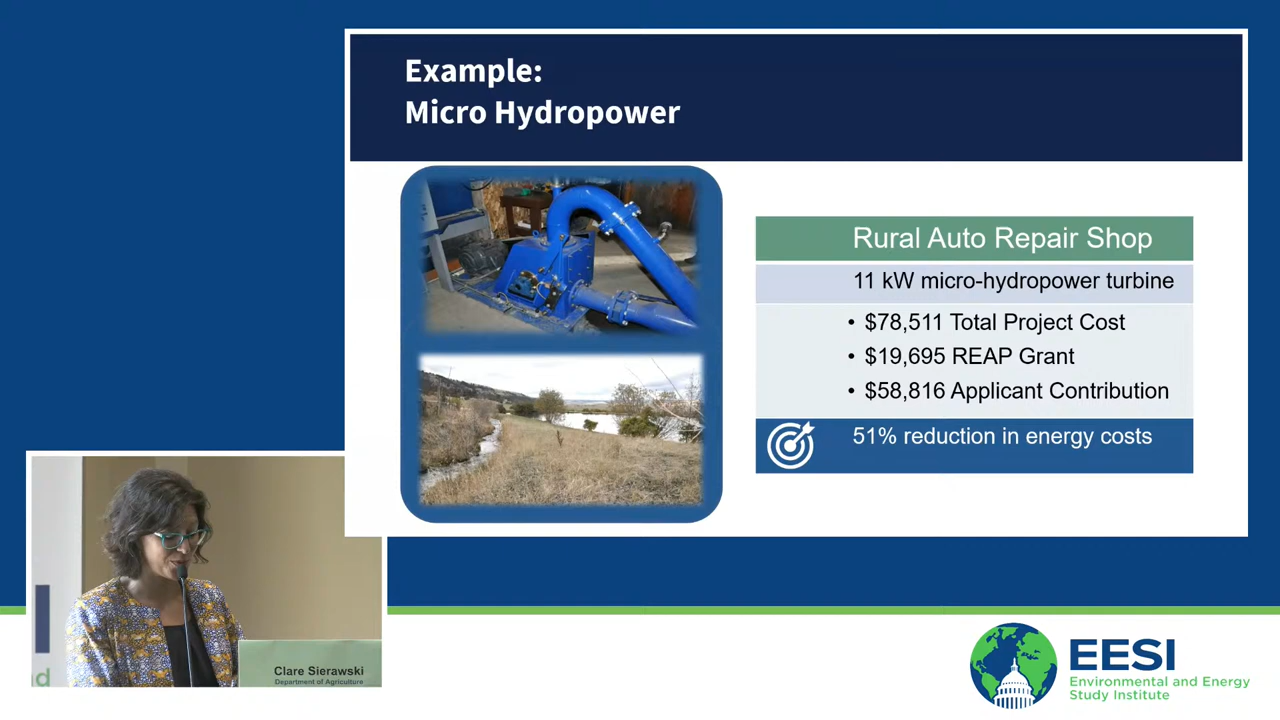 Example:
Micro Hydropower
Rural Auto Repair Shop
11 kW micro-hydropower turbine
• $78,511 Total Project Cost
• $19,695 REAP Grant
• $58,816 Applicant Contribution
51% reduction in energy costs
nd
Clare Sierawski
Department of Agriculture
EESI
Environmental and Energy
Study Institute